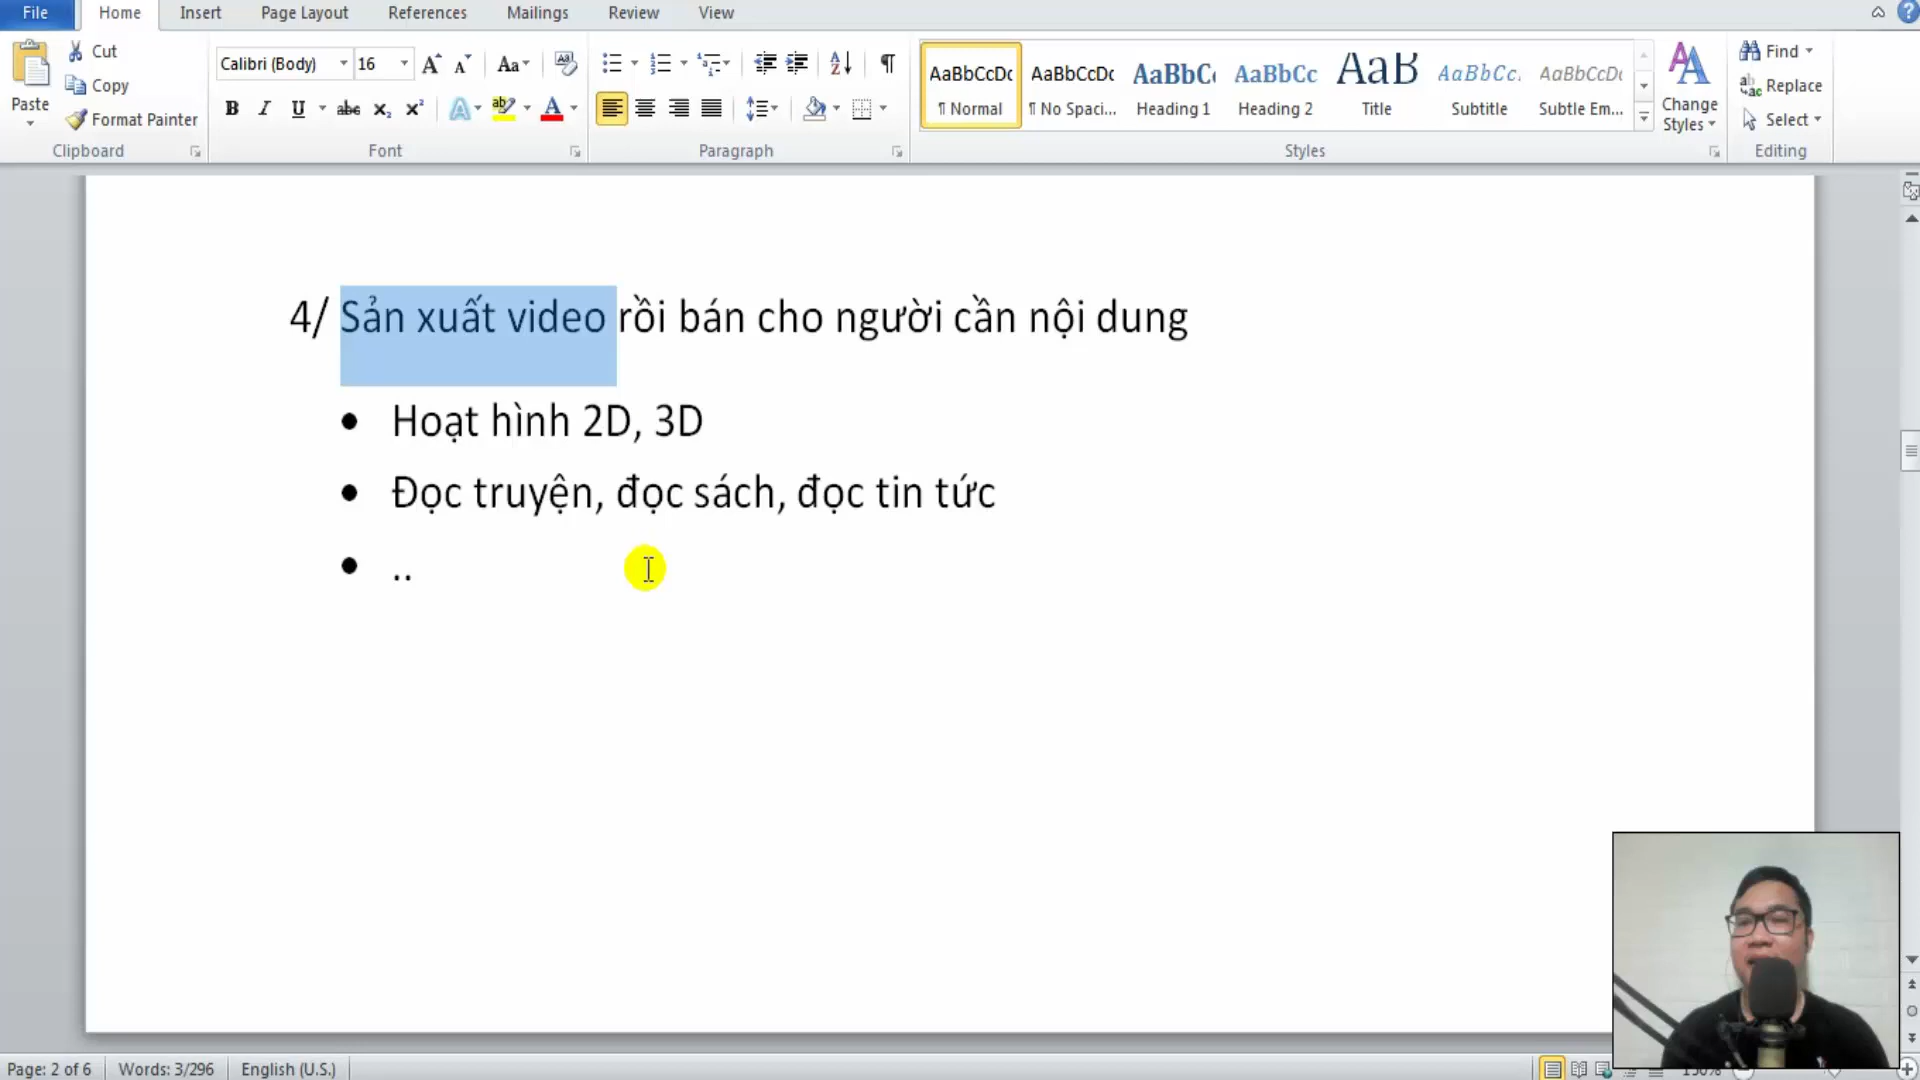 File Home Insert Page Layout References Mailings Review View
Cut
Copy
Format Painter
Paste
Clipboard
Calibri (Body) 16
Font
Paragraph
AaBbCcDc AaBbCcDc AaBbC AaBbCc AaB AaBbCc. AaBbCcDc
¶ Normal ¶ No Spaci... Heading 1 Heading 2 Title Subtitle Subtle Em...
Change
Styles
Styles
Find
Replace
Select
Editing
4/ Sản xuất video rồi bán cho người cần nội dung
• Hoạt hình 2D, 3D
• Đọc truyện, đọc sách, đọc tin tức
• ..
Page: 2 of 6 Words: 3/296 English (U.S.)